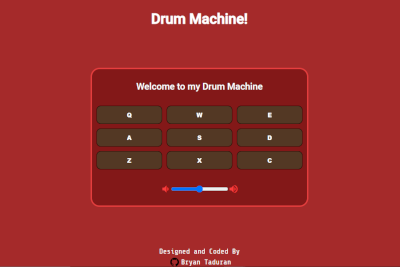 Drum Machine!
Welcome to my Drum Machine
Q W E
A S D
Z X C
Designed and Coded By
Bryan Taduran